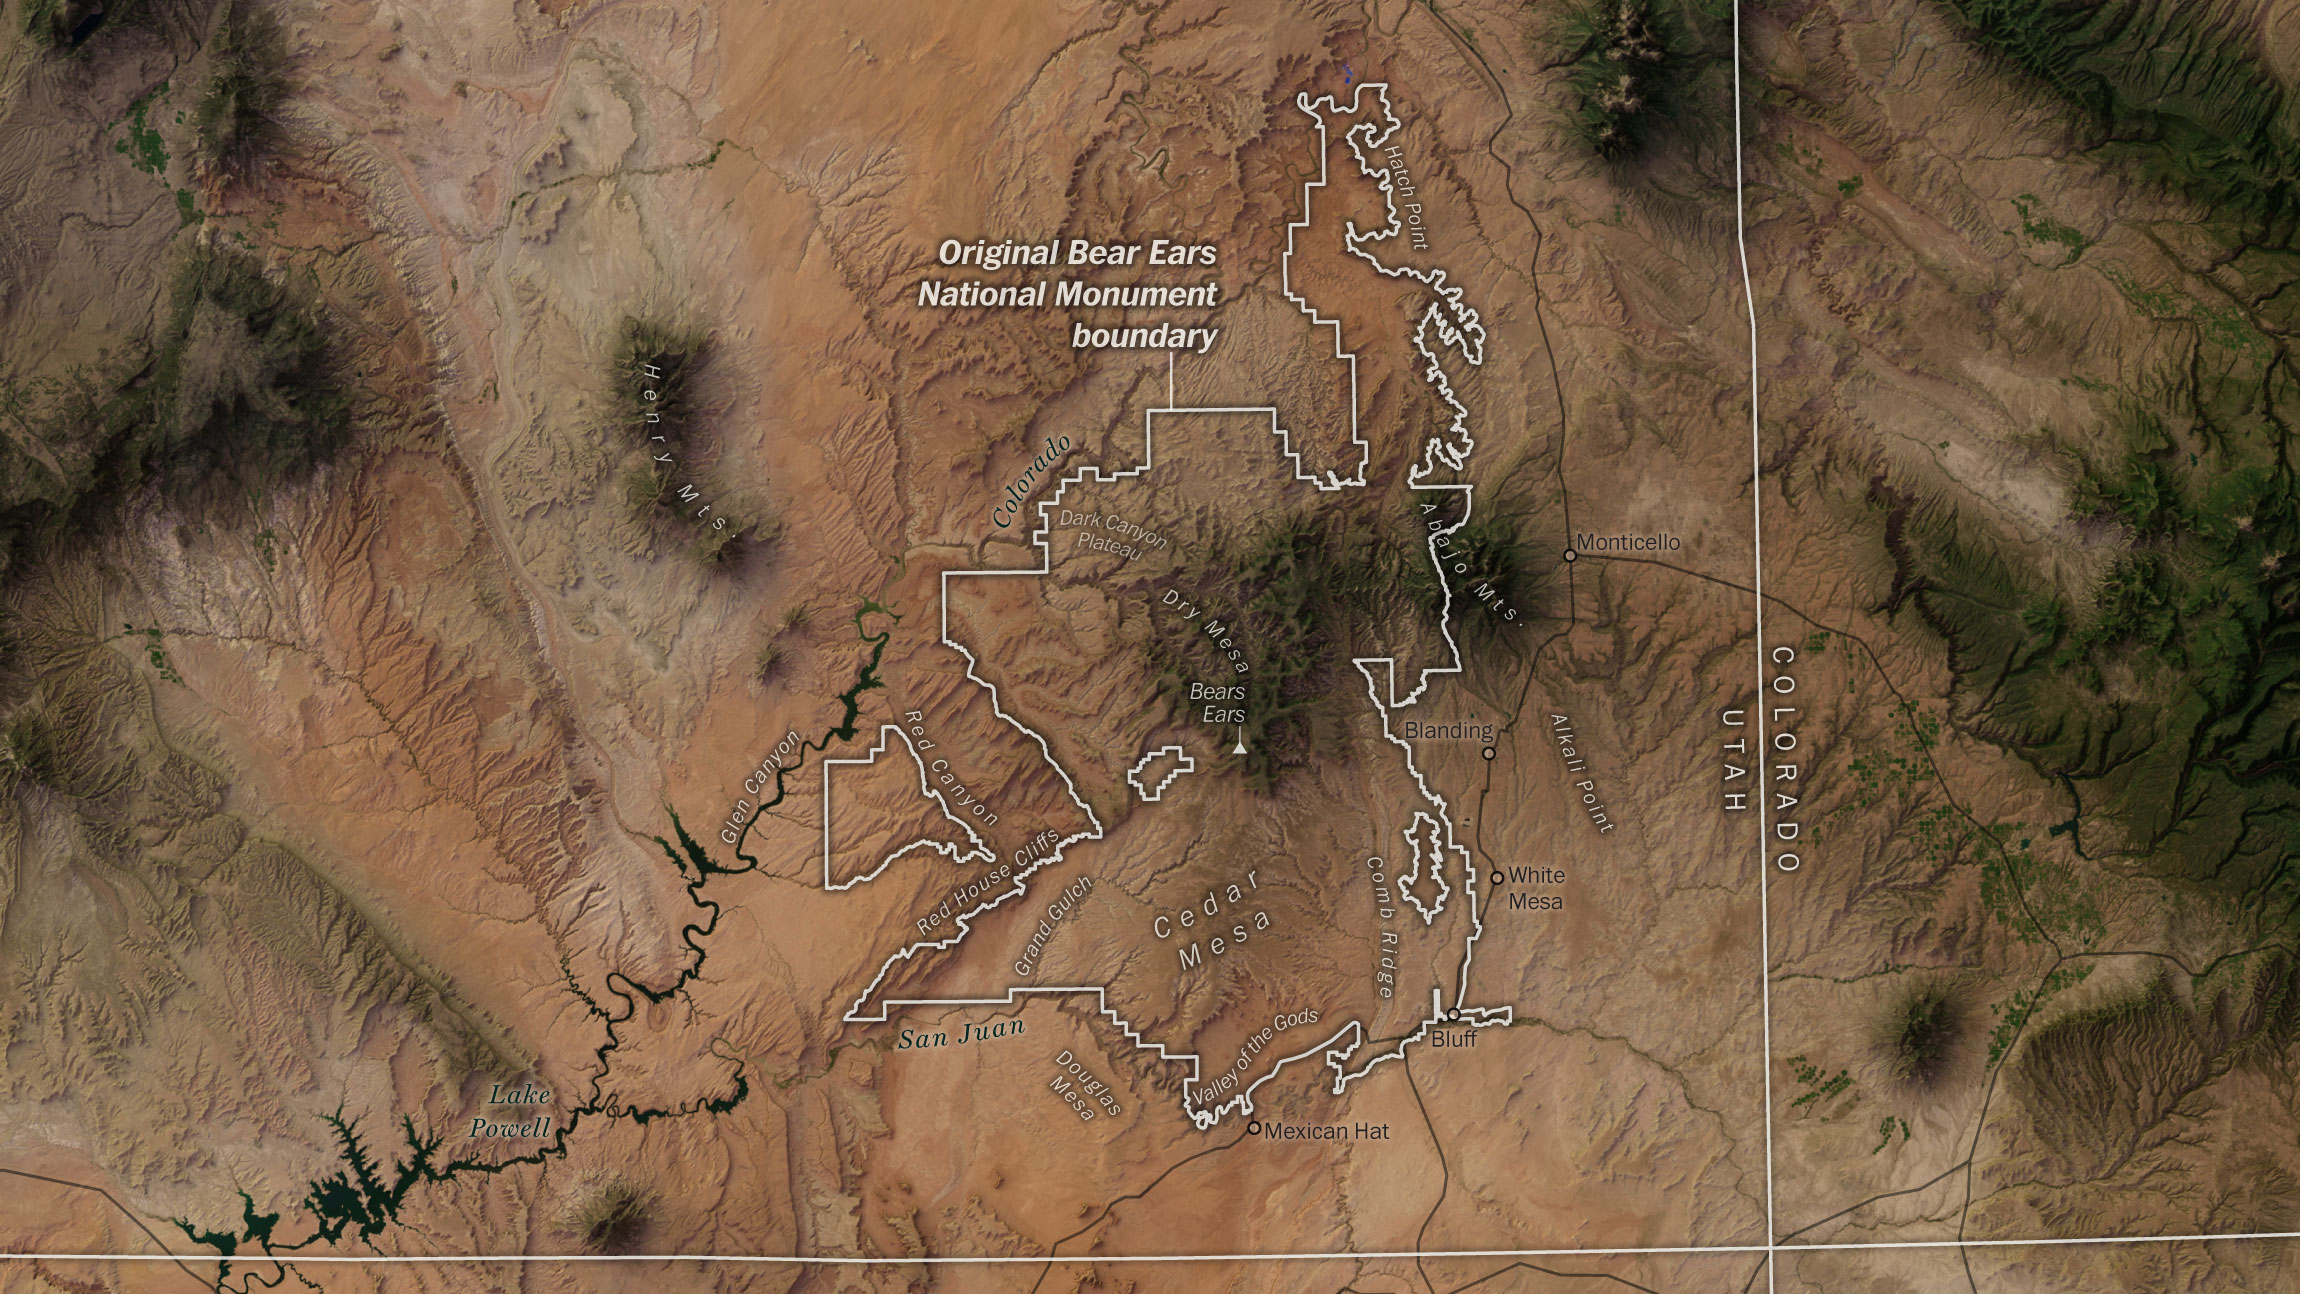 Hatch Point
Original Bear Ears
National Monument
boundary
Henry Mts.
Colorado
Dark Canyon
Plateau
Abajo Mts.
Monticello
Dry Mesa
Bears
Ears
COLORADO
UTAH
Red Canyon
Glen Canyon
Blanding
Alkali Point
Red House Cliffs
Grand Gulch
Cedar
Mesa
Comb Ridge
White
Mesa
San Juan
Valley of the Gods
Bluff
Douglas
Mesa
Lake
Powell
Mexican Hat